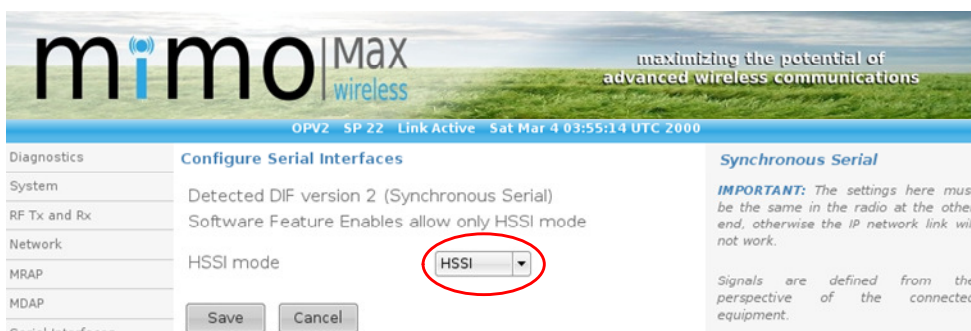 mimo Max
wireless
maximizing the potential of
advanced wireless communications
OPV2 SP 22 Link Active Sat Mar 4 03:55:14 UTC 2000
Diagnostics
System
RF Tx and Rx
Network
MRAP
MDAP
Serial Interfaces
Configure Serial Interfaces
Detected DIF version 2 (Synchronous Serial)
Software Feature Enables allow only HSSI mode
HSSI mode HSSI
Save Cancel
Synchronous Serial
IMPORTANT: The settings here mus
be the same in the radio at the othe
end, otherwise the IP network link wi
not work.
Signals are defined from the
perspective of the connected
equipment.